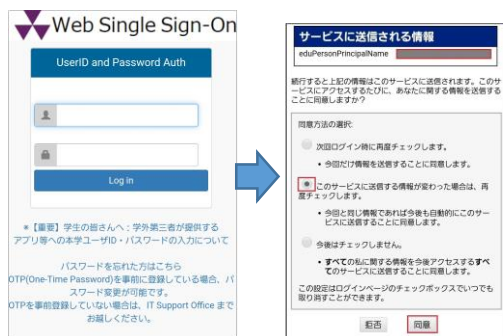 Web Single Sign-On
UserID and Password Auth
Log in
※【重要】学生の皆さんへ：学外第三者が提供する
アプリ等への本学ユーザID・パスワードの入力について
パスワードを忘れた方はこちら
OTP(One-Time Password)を事前に登録している場合、パ
スワード変更が可能です。
OTPを事前登録していない場合は、IT Support Office まで
お越しください。
サービスに送信される情報
eduPersonPrincipalName
続行すると上記の情報はこのサービスに送信されます。このサ
ービスにアクセスするたびに、あなたに関する情報を送信する
ことに同意しますか？
同意方法の選択:
次回ログイン時に再度チェックします。
• 今回だけ情報を送信することに同意します。
このサービスに送信する情報が変わった場合は、再
度チェックします。
• 今回と同じ情報であれば今後も自動的にこのサー
ビスに送信することに同意します。
今後はチェックしません。
• すべての私に関する情報を今後アクセスするすべ
てのサービスに送信することに同意します。
この設定はログインページのチェックボックスでいつでも
取り消すことができます。
拒否 同意